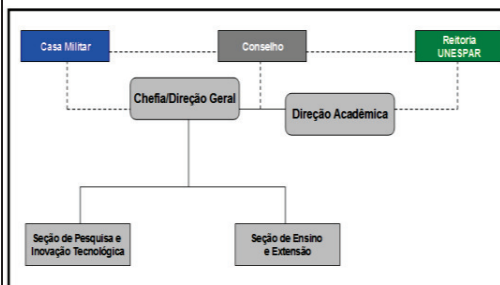 Casa Militar
Conselho
Reitoria
UNESPAR
Chefia/Direção Geral
Direção Acadêmica
Seção de Pesquisa e
Inovação Tecnológica
Seção de Ensino
e Extensão